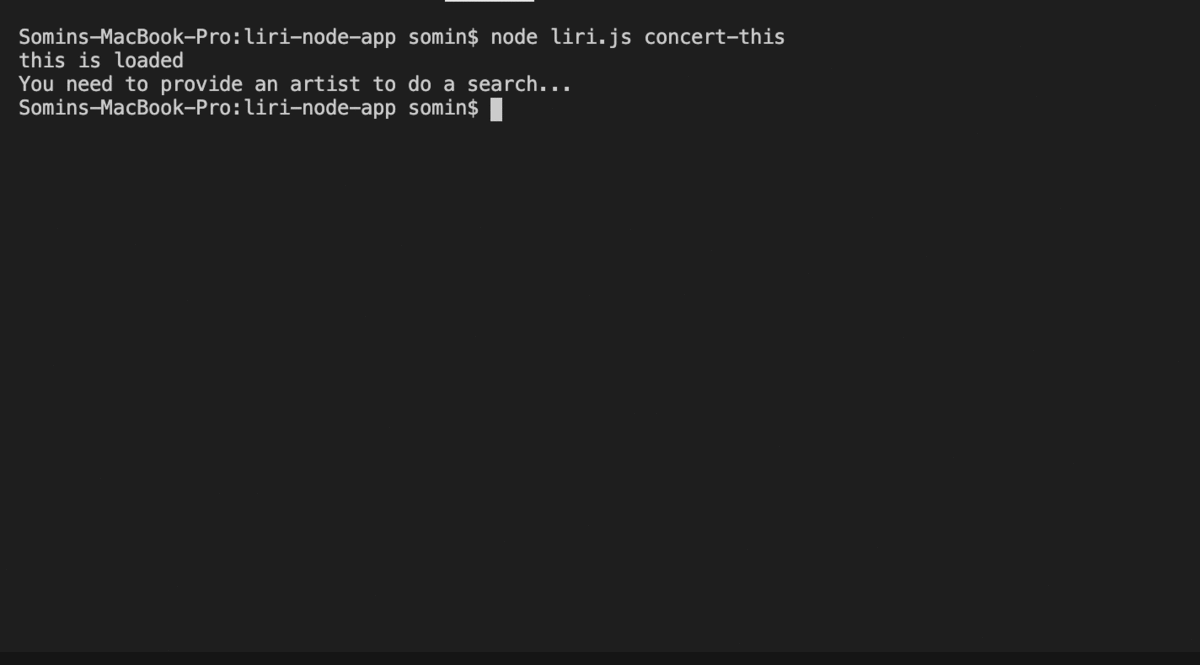 Somins-MacBook-Pro:liri-node-app somin$ node liri.js concert-this
this is loaded
You need to provide an artist to do a search...
Somins-MacBook-Pro:liri-node-app somin$